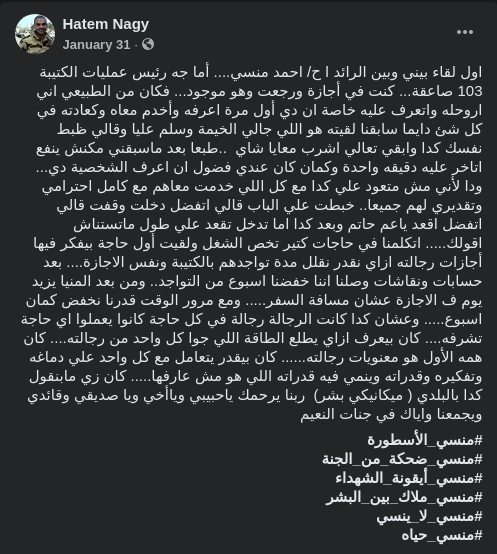 Hatem Nagy
January 31 ·
اول لقاء بيني وبين الرائد ا ح/ احمد منسي.... أما جه رئيس عمليات الكتيبة
103 صاعقة... كنت في أجازة ورجعت وهو موجود... فكان من الطبيعي اني
اروحله واتعرف عليه خاصة ان دي أول مرة اعرفه وأخدم معاه وكعادته في
كل شئ دايما سابقنا لقيته هو اللي جالي الخيمة وسلم عليا وقالي ظبط
نفسك كدا وابقي تعالي اشرب معايا شاي ..طبعا بعد ماسبقني مكنش ينفع
اتاخر عليه دقيقه واحدة وكمان كان عندي فضول ان اعرف الشخصية دي...
ودا لأني مش متعود علي كدا مع كل اللي خدمت معاهم مع كامل احترامي
وتقديري لهم جميعا.. خبطت علي الباب قالي اتفضل دخلت وقفت قالي
اتفضل اقعد ياعم حاتم وبعد كدا اما تدخل تقعد علي طول ماتستناش
اقولك..... اتكلمنا في حاجات كتير تخص الشغل ولقيت أول حاجة بيفكر فيها
أجازات رجالته ازاي نقدر نقلل مدة تواجدهم بالكتيبة ونفس الاجازة.... بعد
حسابات ونقاشات وصلنا اننا خفضنا اسبوع من التواجد.. ومن بعد المنيا يزيد
يوم ف الاجازة عشان مسافة السفر..... ومع مرور الوقت قدرنا نخفض كمان
اسبوع..... وعشان كدا كانت الرجالة رجالة في كل حاجة كانوا يعملوا اي حاجة
تشرفه.... كان بيعرف ازاي يطلع الطاقة اللي جوا كل واحد من رجالته.... كان
همه الأول هو معنويات رجالته...... كان بيقدر يتعامل مع كل واحد علي دماغه
وتفكيره وقدراته وينمي فيه قدراته اللي هو مش عارفها..... كان زي مابنقول
كدا بالبلدي ( ميكانيكي بشر) ربنا يرحمك ياحبيبي وياأخي ويا صديقي وقائدي
ويجمعنا واياك في جنات النعيم
#منسي_الأسطورة
#منسي_ضحكة_من_الجنة
#منسي_أيقونة_الشهداء
#منسي_ملاك_بين_البشر
#منسي_لا_ينسي
#منسي_حياه